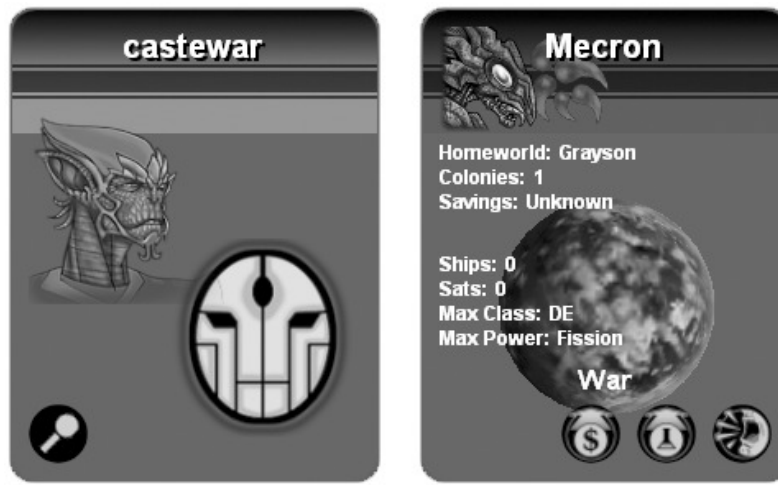 castewar
Mecron
Homeworld: Grayson
Colonies: 1
Savings: Unknown
Ships: 0
Sats: 0
Max Class: DE
Max Power: Fission
War
$